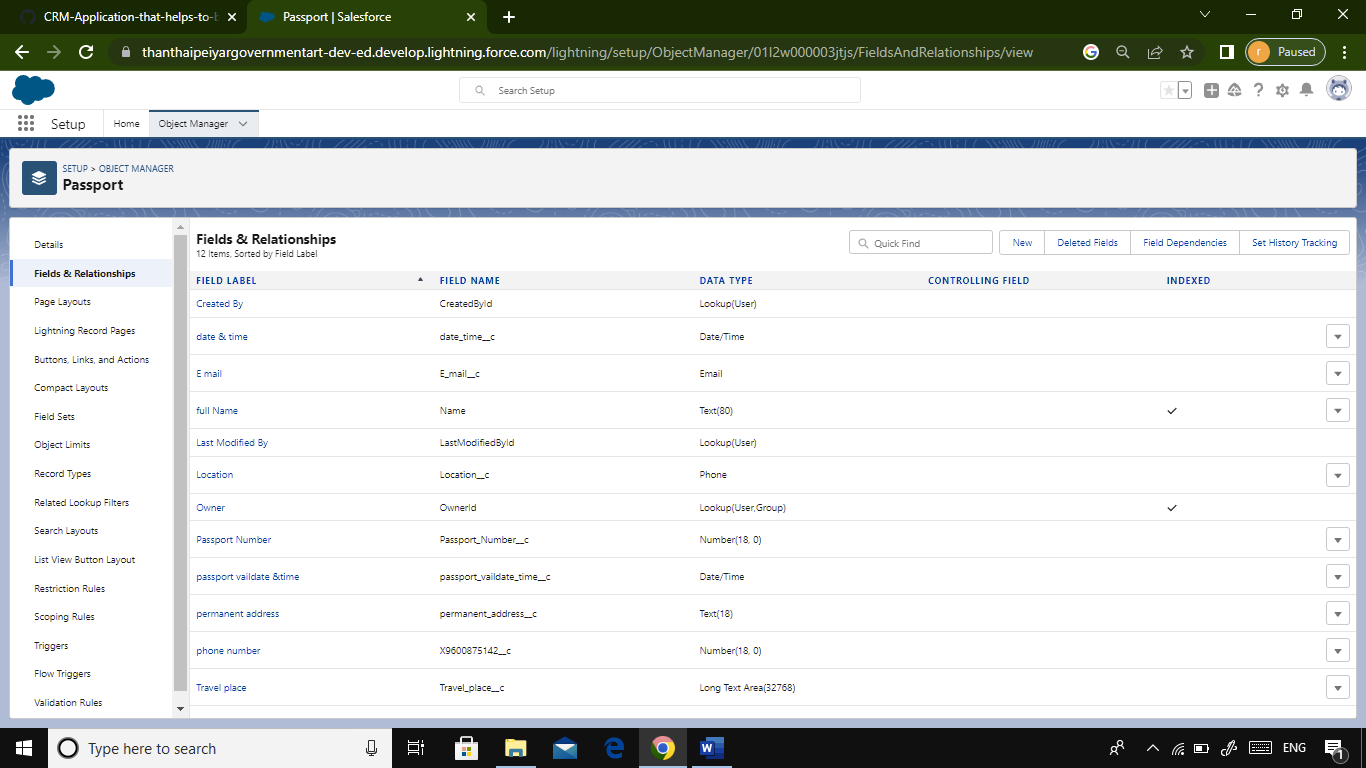 CRM-Application-that-helps-to-b
Passport | Salesforce
thanthaipeiyargovernmentart-dev-ed.develop.lightning.force.com/lightning/setup/ObjectManager/01I2w000003jtjs/FieldsAndRelationships/view
r Paused
Search Setup
Setup Home Object Manager
SETUP > OBJECT MANAGER
Passport
Details
Fields & Relationships
Page Layouts
Lightning Record Pages
Buttons, Links, and Actions
Compact Layouts
Field Sets
Object Limits
Record Types
Related Lookup Filters
Search Layouts
List View Button Layout
Restriction Rules
Scoping Rules
Triggers
Flow Triggers
Validation Rules
Fields & Relationships
12 Items, Sorted by Field Label
Quick Find New Deleted Fields Field Dependencies Set History Tracking
FIELD LABEL FIELD NAME DATA TYPE CONTROLLING FIELD INDEXED
Created By CreatedById Lookup(User)
date & time date_time__c Date/Time
E mail E_mail__c Email
full Name Name Text(80)
Last Modified By LastModifiedById Lookup(User)
Location Location__c Phone
Owner OwnerId Lookup(User,Group)
Passport Number Passport_Number__c Number(18, 0)
passport vaildate &time passport_vaildate_time__c Date/Time
permanent address permanent_address__c Text(18)
phone number X9600875142__c Number(18, 0)
Travel place Travel_place__c Long Text Area(32768)
Type here to search
ENG
1